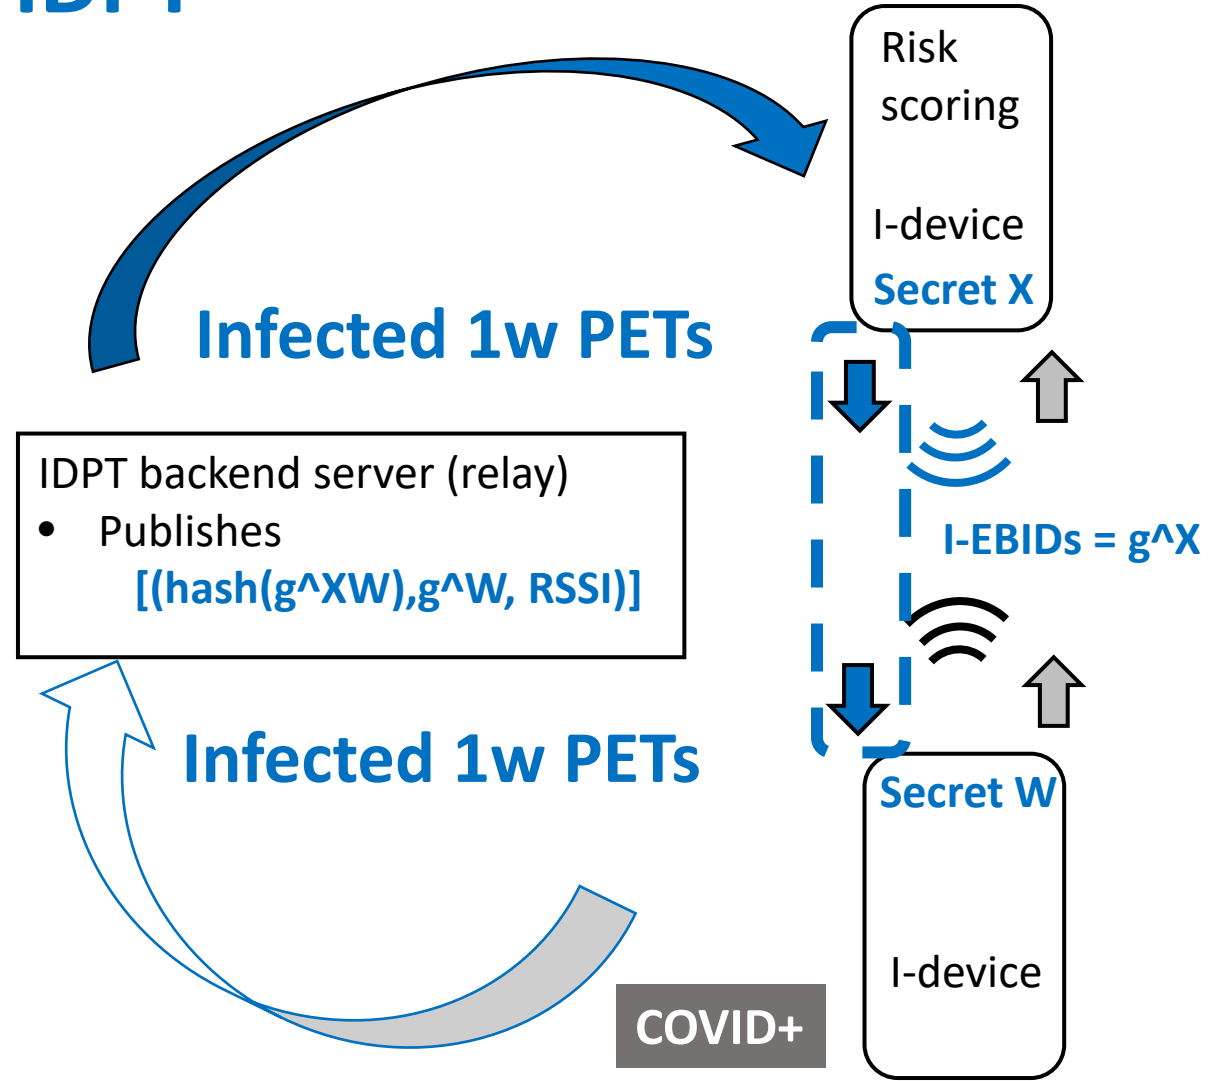 IDPT
Risk
scoring
I-device
Secret X
Infected 1w PETs
IDPT backend server (relay)
• Publishes
[(hash(g^XW),g^W, RSSI)]
I-EBIDs = g^X
Infected 1w PETs
Secret W
I-device
COVID+